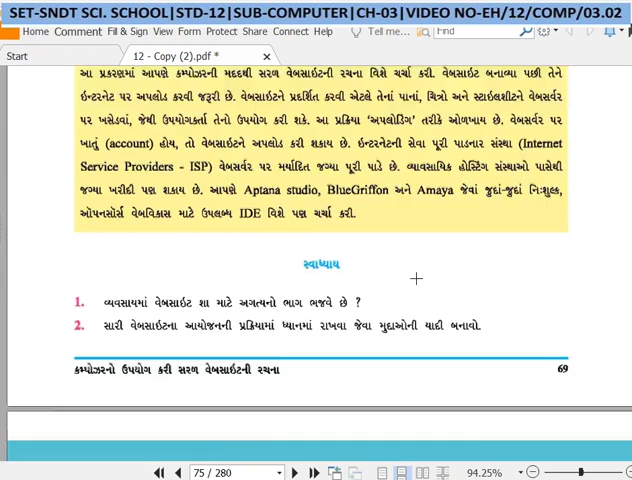 SET-SNDT SCI. SCHOOL|STD-12|SUB-COMPUTER|CH-03|VIDEO NO-EH/12/COMP/03.02
Home Comment Fill & Sign View Form Protect Share Connect Help Tell me... Find
Start 12 - Copy (2).pdf * ×
આ પ્રકરણમાં આપણે કમ્પોઝરની મદદથી સરળ વેબસાઇટની રચના વિશે ચર્ચા કરી. વેબસાઇટ બનાવ્યા પછી તેને
ઇન્ટરનેટ પર અપલોડ કરવી જરૂરી છે. વેબસાઇટને પ્રદર્શિત કરવી એટલે તેનાં પાનાં, ચિત્રો અને સ્ટાઇલશીટને વેબસર્વર
પર ખસેડવાં, જેથી ઉપયોગકર્તા તેનો ઉપયોગ કરી શકે. આ પ્રક્રિયા ‘અપલોડિંગ’ તરીકે ઓળખાય છે. વેબસર્વર પર
ખાતું (account) હોય, તો વેબસાઇટને અપલોડ કરી શકાય છે. ઇન્ટરનેટની સેવા પૂરી પાડનાર સંસ્થા (Internet
Service Providers - ISP) વેબસર્વર પર મર્યાદિત જગ્યા પૂરી પાડે છે. વ્યાવસાયિક હોસ્ટિંગ સંસ્થાઓ પાસેથી
જગ્યા ખરીદી પણ શકાય છે. આપણે Aptana studio, BlueGriffon અને Amaya જેવાં જુદાં-જુદાં નિઃશુલ્ક,
ઑપનસૉર્સ વેબવિકાસ માટે ઉપલબ્ધ IDE વિશે પણ ચર્ચા કરી.
સ્વાધ્યાય
1. વ્યવસાયમાં વેબસાઇટ શા માટે અગત્યનો ભાગ ભજવે છે ?
2. સારી વેબસાઇટના આયોજનની પ્રક્રિયામાં ધ્યાનમાં રાખવા જેવા મુદાઓની યાદી બનાવો.
કમ્પોઝરનો ઉપયોગ કરી સરળ વેબસાઇટની રચના 69
75 / 280 94.25%